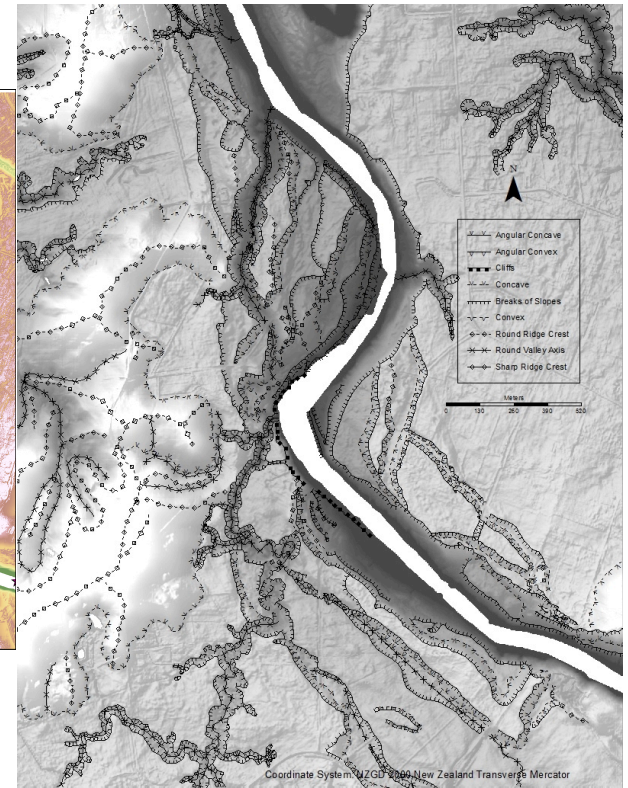 N
Angular Concave
Angular Convex
Cliffs
Concave
Breaks of Slopes
Convex
Round Ridge Crest
Round Valley Axis
Sharp Ridge Crest
Meters
0 130 260 390 520
Coordinate System: NZGD 2000 New Zealand Transverse Mercator